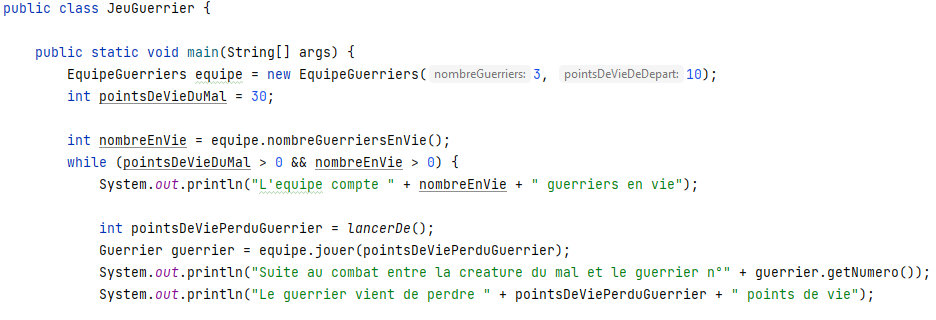 public class JeuGuerrier {
public static void main(String[] args) {
EquipeGuerriers equipe = new EquipeGuerriers( nombreGuerriers: 3, pointsDeVieDeDepart: 10);
int pointsDeVieDuMal = 30;
int nombreEnVie = equipe.nombreGuerriersEnVie();
while (pointsDeVieDuMal > 0 && nombreEnVie > 0) {
System.out.println("L'equipe compte " + nombreEnVie + " guerriers en vie");
int pointsDeViePerduGuerrier = lancerDe();
Guerrier guerrier = equipe.jouer(pointsDeViePerduGuerrier);
System.out.println("Suite au combat entre la creature du mal et le guerrier n°" + guerrier.getNumero());
System.out.println("Le guerrier vient de perdre " + pointsDeViePerduGuerrier + " points de vie");